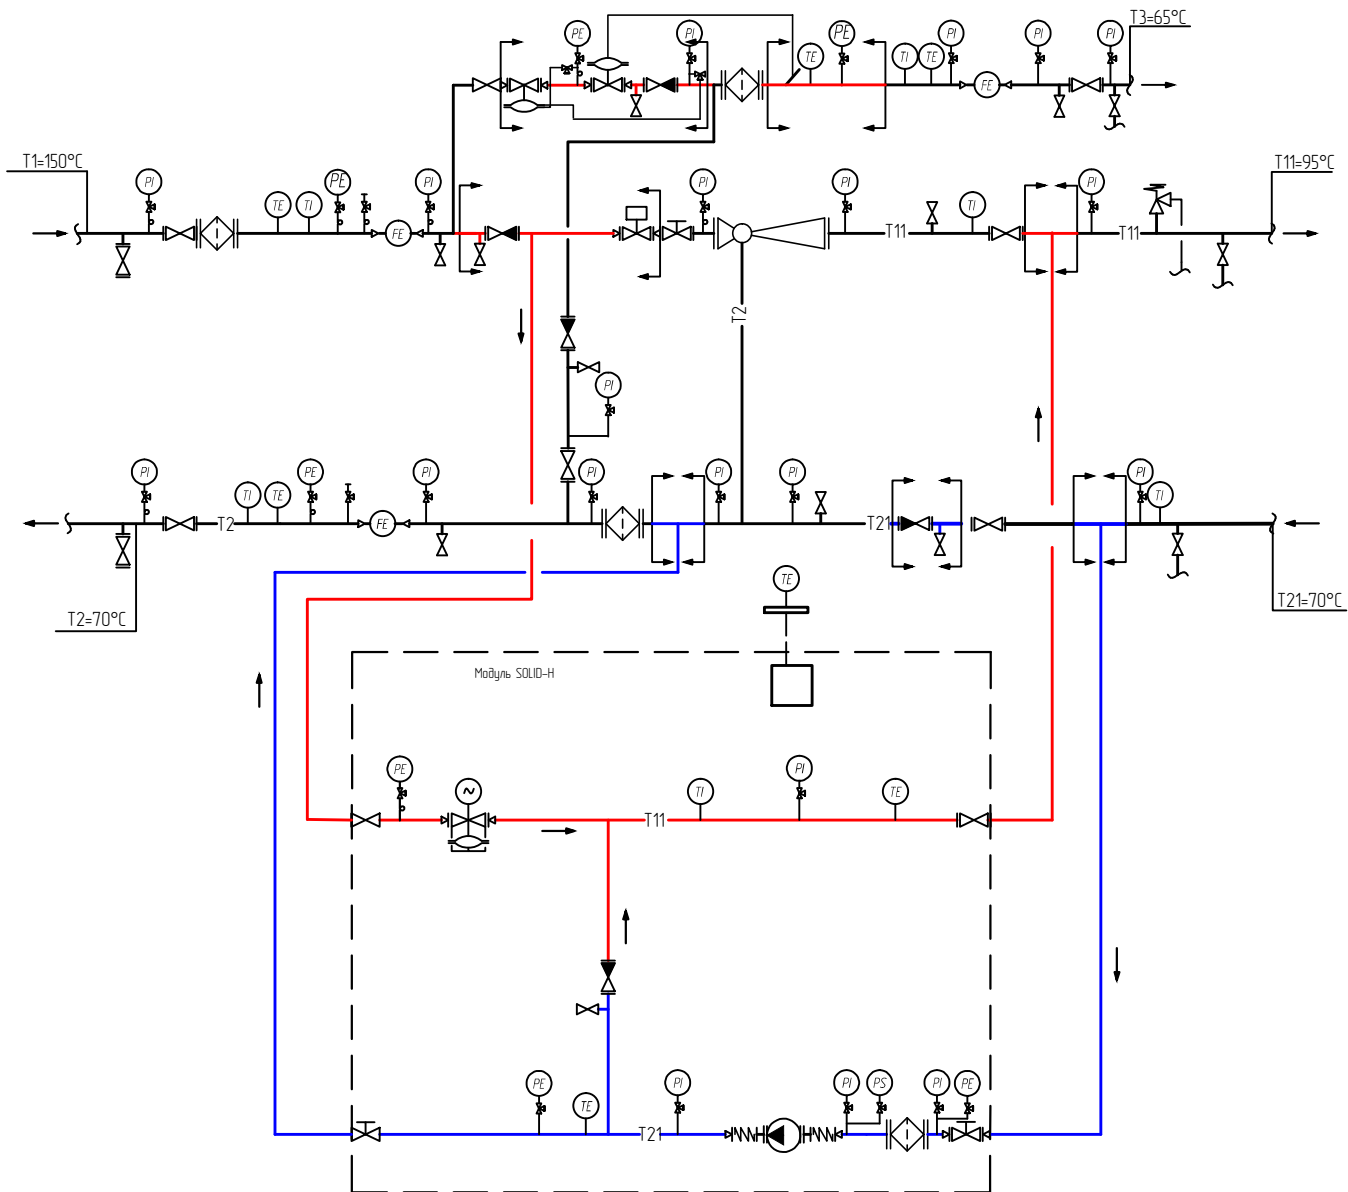 T3=65°C
PE
PI
TE
PE
TI
TE
PI
PI
PI
FE
T1=150°C
T11=95°C
PI
TE
TI
PE
PI
FE
PI
PI
T11
TI
PI
T11
T2
PI
PI
TI
TE
PE
PI
FE
PI
PI
PI
PI
TI
T2
T21
T2=70°C
TE
T21=70°C
Модуль SOLID-H
PE
~
TI
PI
TE
T11
PE
TE
PI
PI
PS
PI
PE
T21